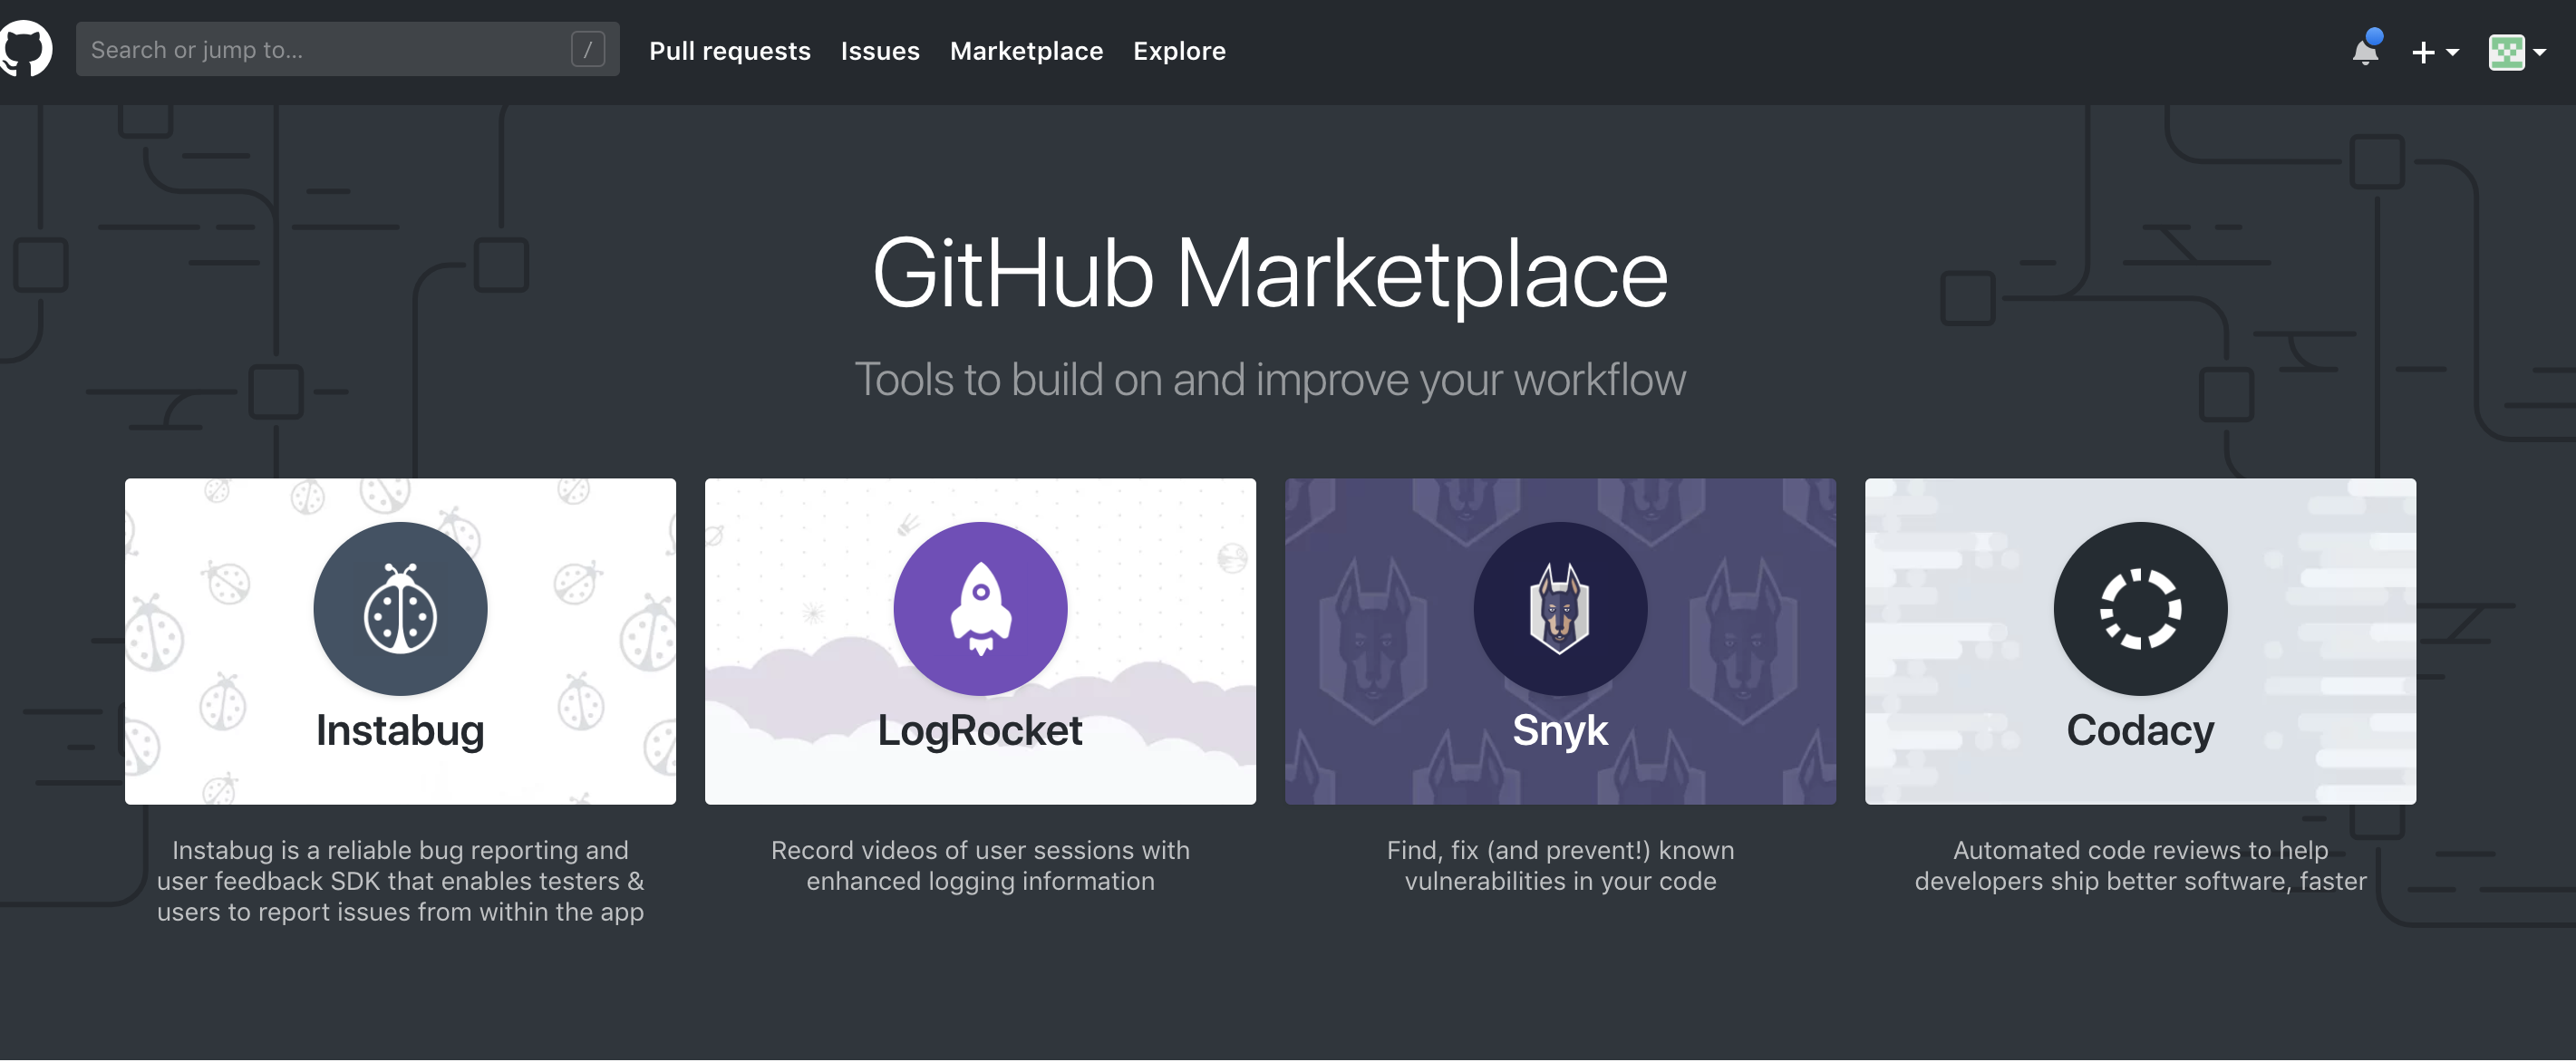 Search or jump to...
/
Pull requests
Issues
Marketplace
Explore
GitHub Marketplace
Tools to build on and improve your workflow
Instabug
Instabug is a reliable bug reporting and
user feedback SDK that enables testers &
users to report issues from within the app
LogRocket
Record videos of user sessions with
enhanced logging information
Snyk
Find, fix (and prevent!) known
vulnerabilities in your code
Codacy
Automated code reviews to help
developers ship better software, faster